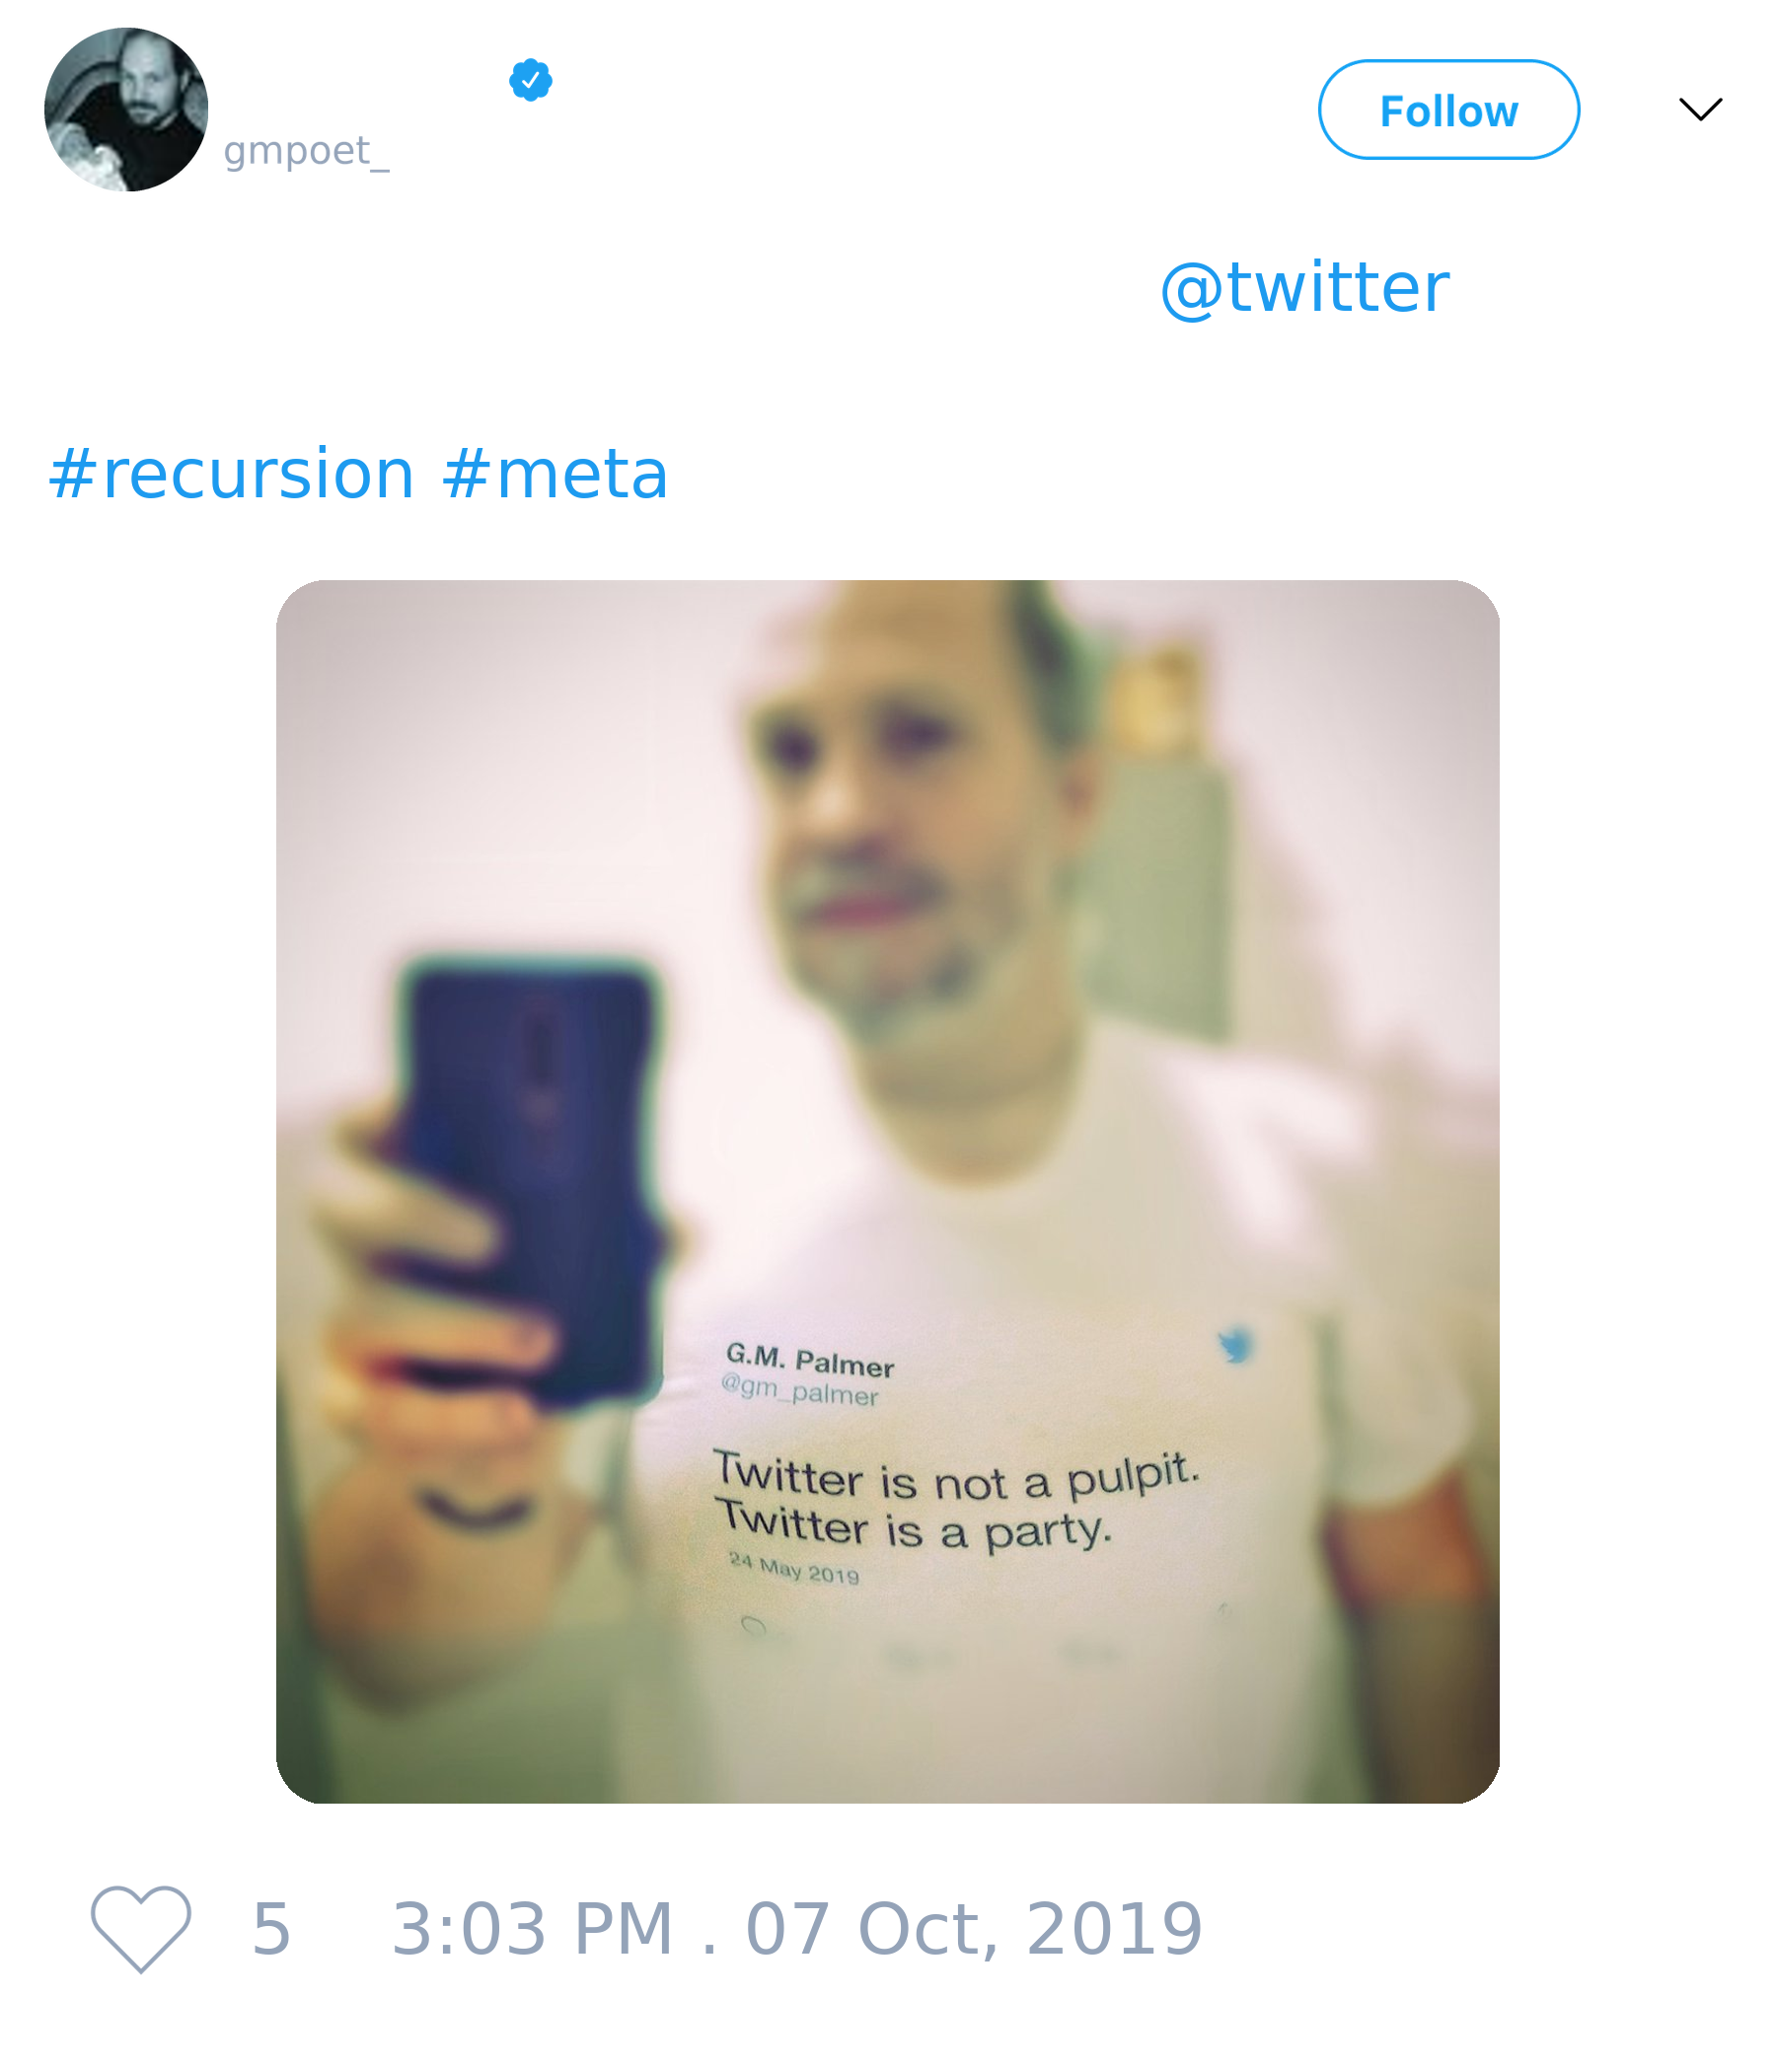 gmpoet_
Follow
@twitter
#recursion #meta
G.M. Palmer
@gm_palmer
Twitter is not a pulpit.
Twitter is a party.
24 May 2019
5 3:03 PM . 07 Oct, 2019